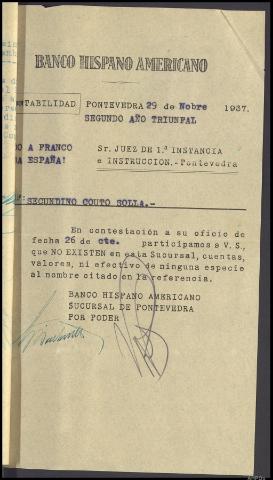 BANCO HISPANO AMERICANO
NTABILIDAD
PONTEVEDRA 29 de Nobre 1937.
SEGUNDO AÑO TRIUNFAL
O A FRANCO
A ESPAÑA!
Sr. JUEZ DE 1.ª INSTANCIA
e INSTRUCCION.-Pontevedra
SEGUNDINO COUTO SOLLA.-
En contestación a su oficio de
fecha 26 de cte. participamos a V.S.,
que NO EXISTEN en esta Sucursal, cuentas,
valores, ni efectivo de ninguna especie
al nombre citado en la referencia.
BANCO HISPANO AMERICANO
SUCURSAL DE PONTEVEDRA
POR PODER